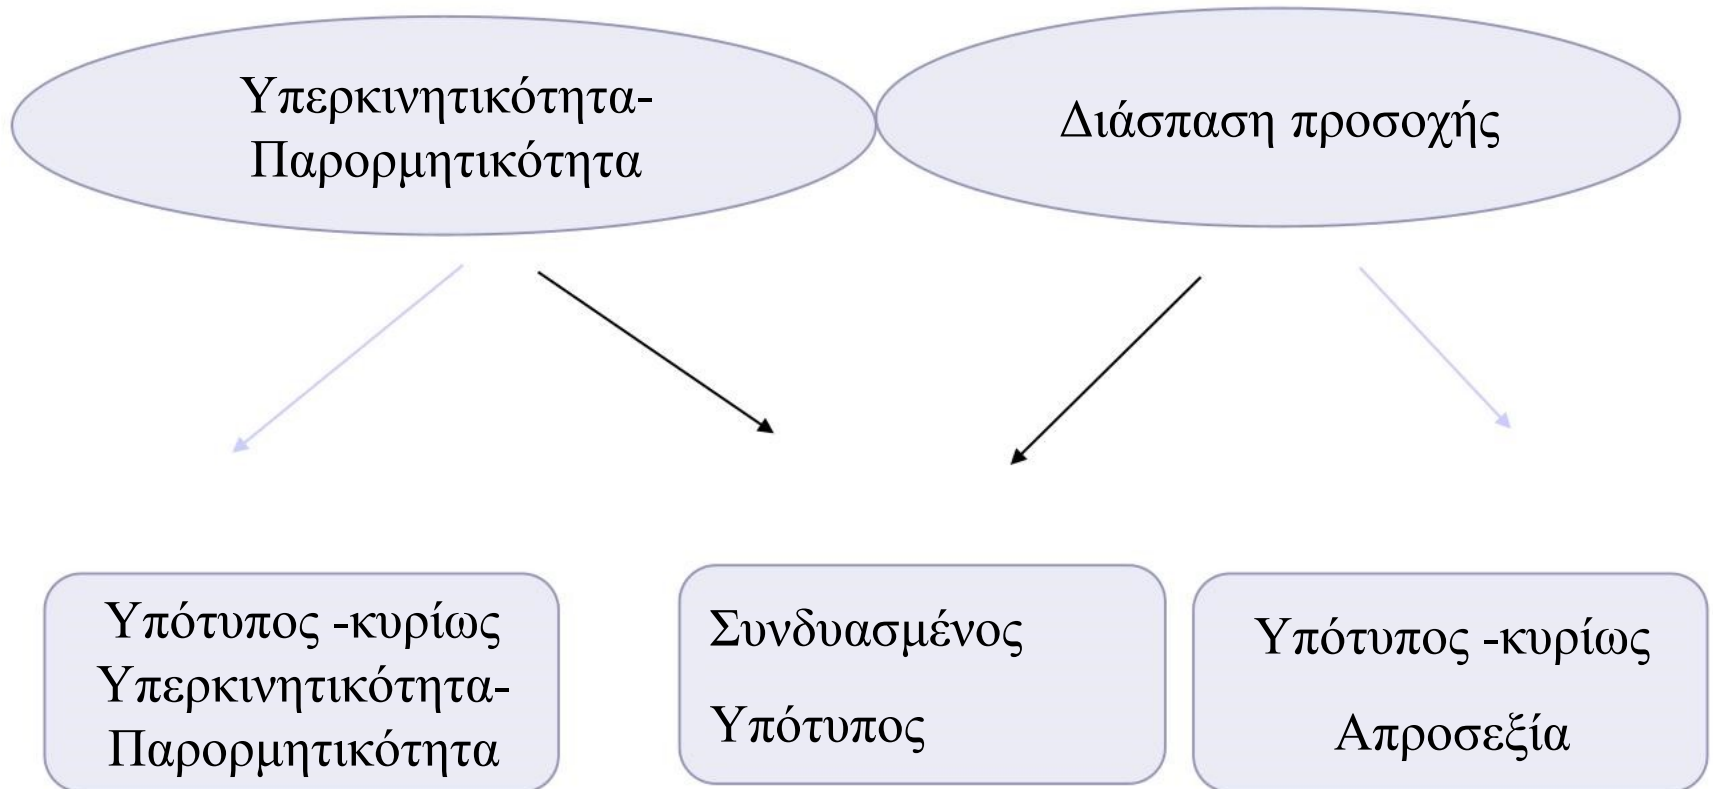 Υπερκινητικότητα-
Παρορμητικότητα
Διάσπαση προσοχής
Υπότυπος -κυρίως
Υπερκινητικότητα-
Παρορμητικότητα
Συνδυασμένος
Υπότυπος
Υπότυπος -κυρίως
Απροσεξία